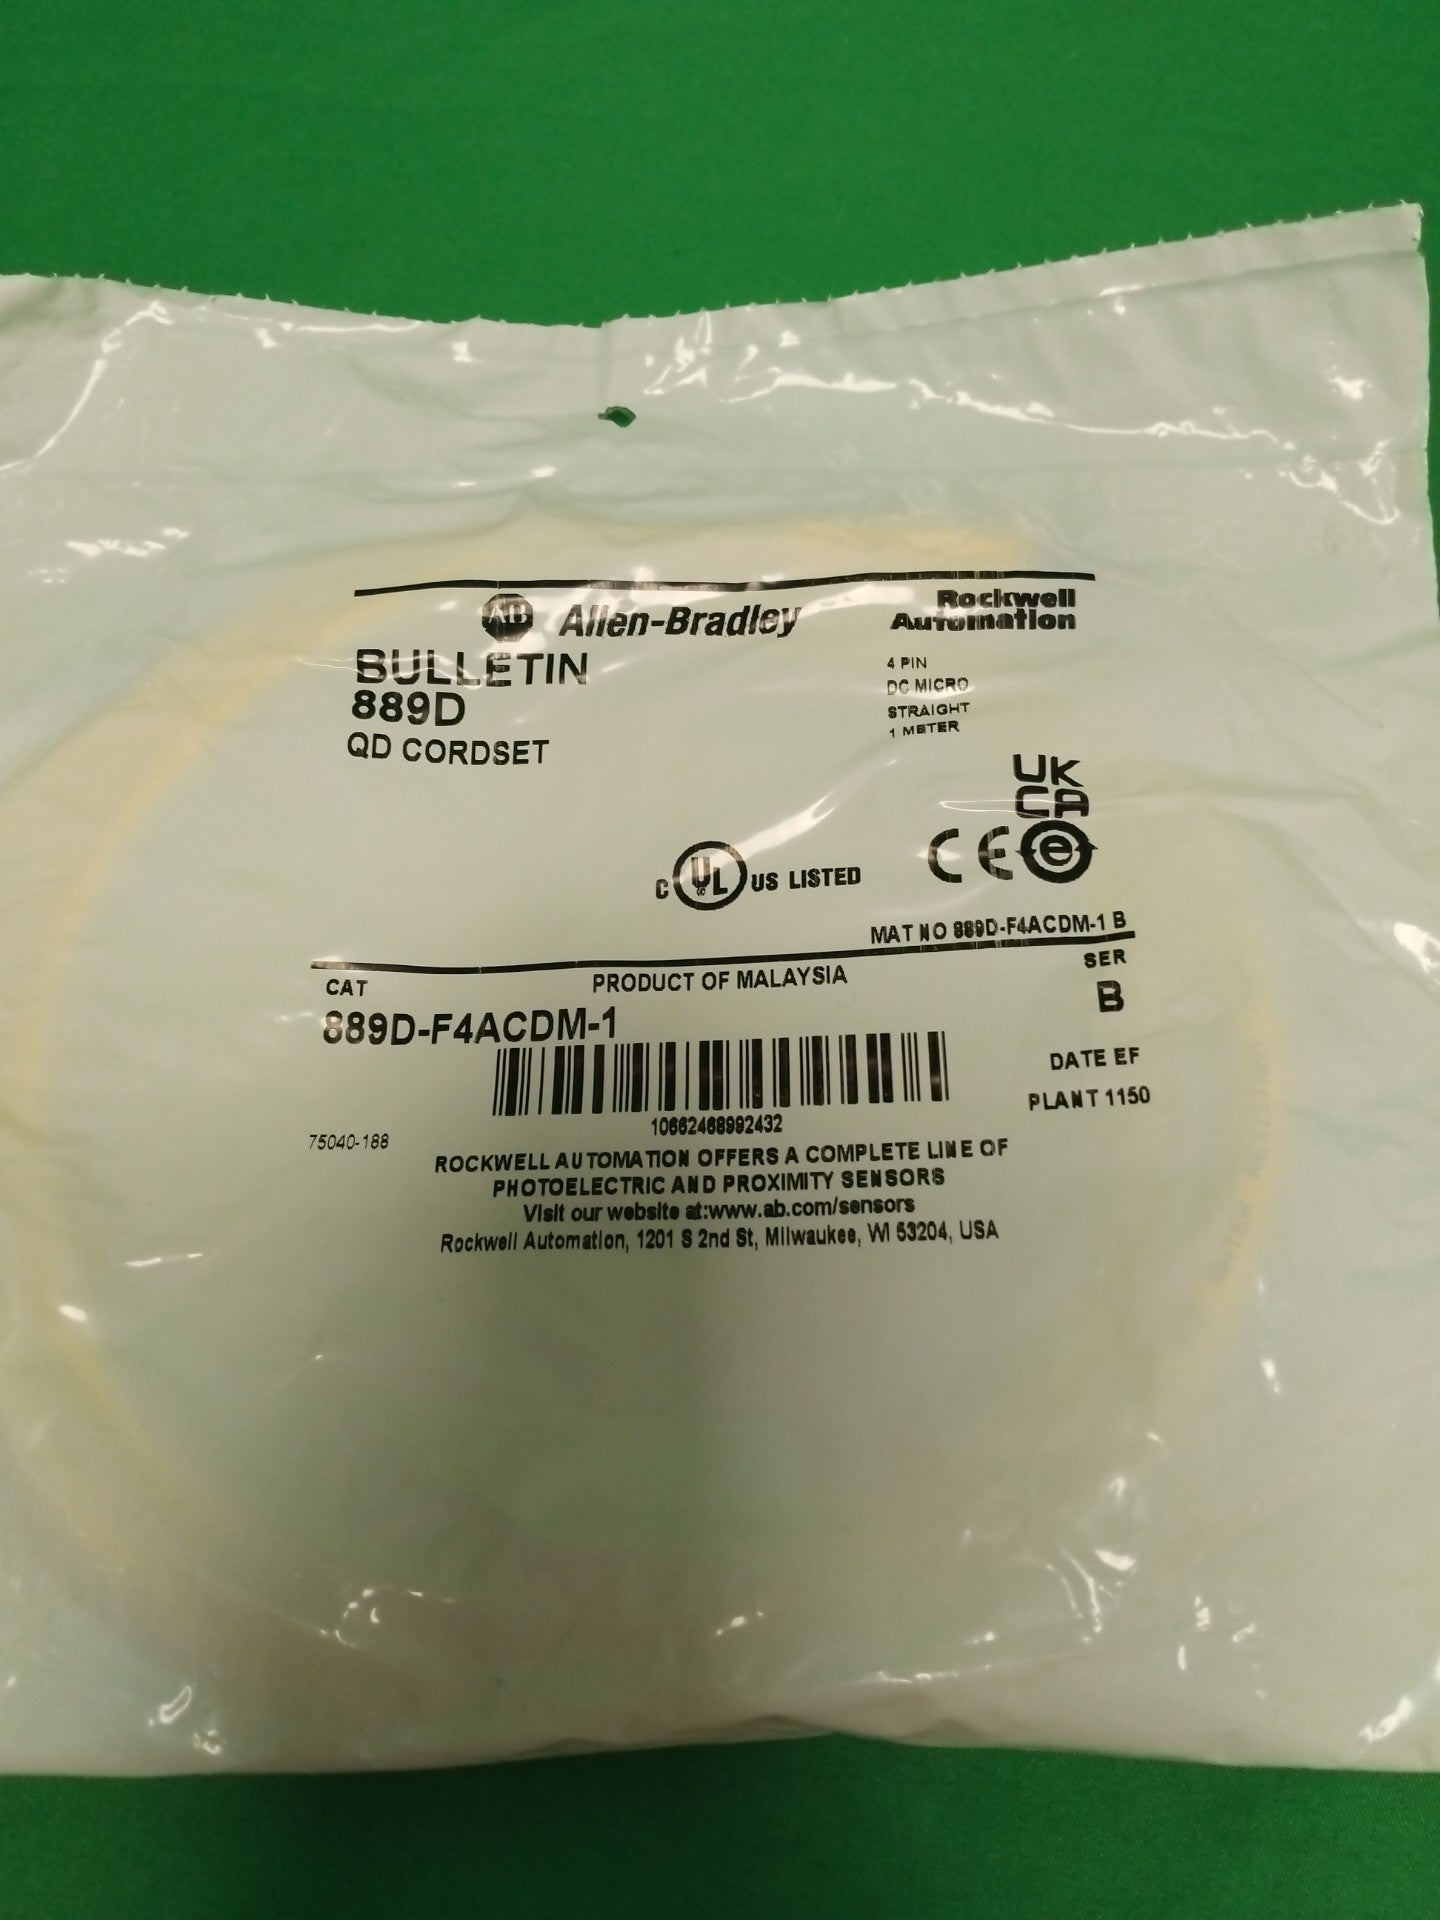 AB Allen-Bradley
Rockwell
Automation
BULLETIN
889D
QD CORDSET
4 PIN
DC MICRO
STRAIGHT
1 METER
UK
CA
C UL US LISTED
CE e
MAT NO 889D-F4ACDM-1 B
CAT
PRODUCT OF MALAYSIA
SER
889D-F4ACDM-1
B
DATE EF
PLANT 1150
10662468992432
75040-188
ROCKWELL AUTOMATION OFFERS A COMPLETE LINE OF
PHOTOELECTRIC AND PROXIMITY SENSORS
Visit our website at:www.ab.com/sensors
Rockwell Automation, 1201 S 2nd St, Milwaukee, WI 53204, USA